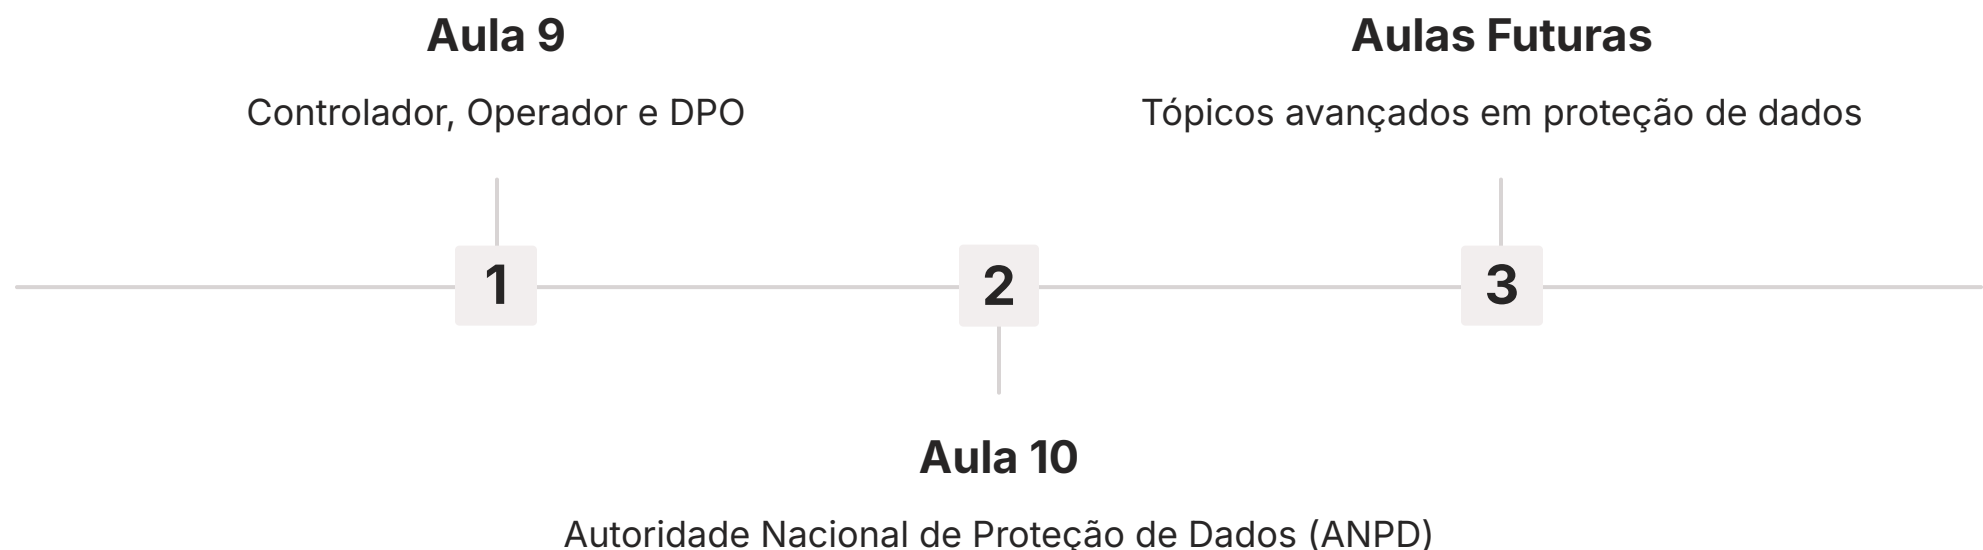 Aula 9
Controlador, Operador e DPO
Aulas Futuras
Tópicos avançados em proteção de dados
1
2
3
Aula 10
Autoridade Nacional de Proteção de Dados (ANPD)